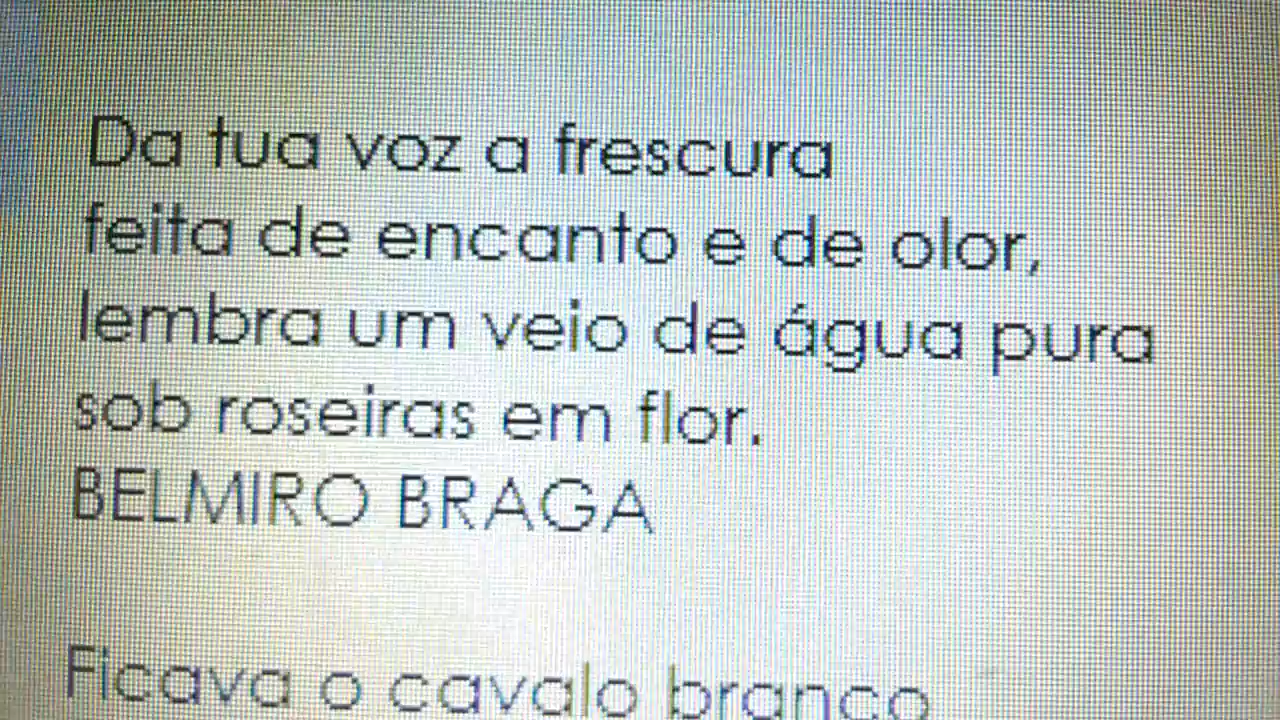 Da tua voz a frescura
feita de encanto e de olor,
lembra um veio de água pura
sob roseiras em flor.
BELMIRO BRAGA
Ficava o cavalo branco